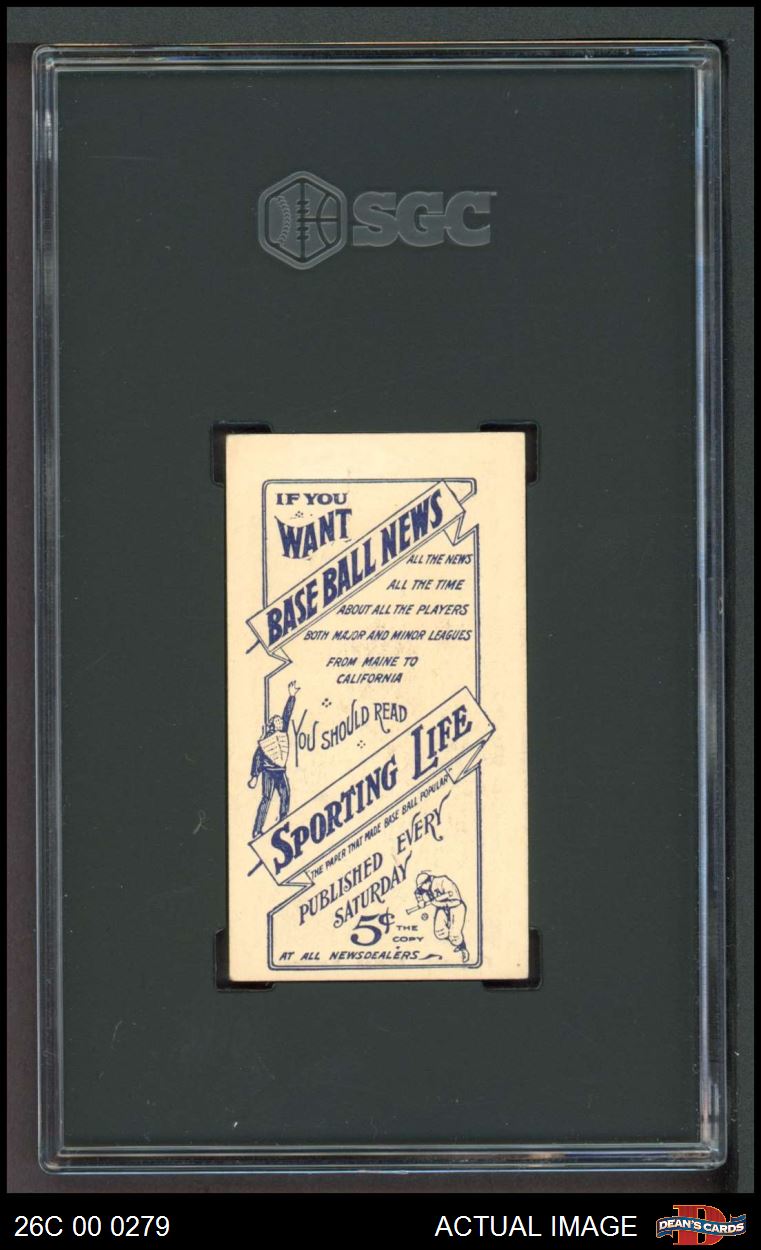 SGC
IF YOU
WANT
BASE BALL NEWS
ALL THE NEWS
ALL THE TIME
ABOUT ALL THE PLAYERS
BOTH MAJOR AND MINOR LEAGUES
FROM MAINE TO
CALIFORNIA
YOU SHOULD READ
SPORTING LIFE
"THE PAPER THAT MADE BASE BALL POPULAR"
PUBLISHED EVERY
SATURDAY
5¢ THE
COPY
AT ALL NEWSDEALERS
26C 00 0279
ACTUAL IMAGE
D
DEAN'S CARDS